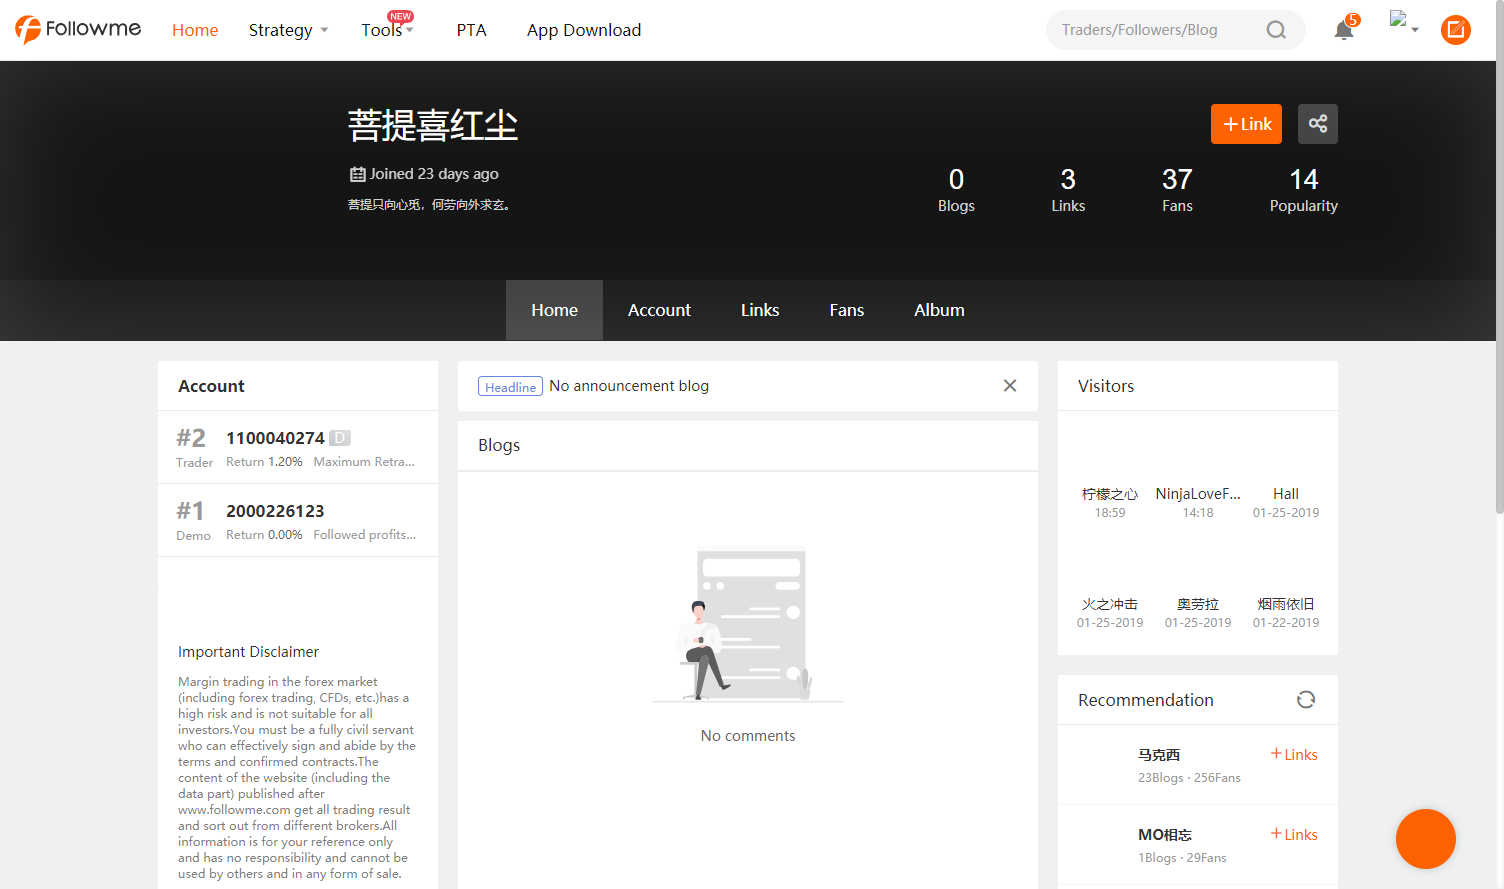 Followme
Home
Strategy
Tools
NEW
PTA
App Download
Traders/Followers/Blog
5
菩提喜红尘
+Link
Joined 23 days ago
菩提只向心觅，何劳向外求玄。
0
Blogs
3
Links
37
Fans
14
Popularity
Home
Account
Links
Fans
Album
Account
#2
Trader
1100040274 D
Return 1.20% Maximum Retra...
#1
Demo
2000226123
Return 0.00% Followed profits...
Important Disclaimer
Margin trading in the forex market
(including forex trading, CFDs, etc.)has a
high risk and is not suitable for all
investors.You must be a fully civil servant
who can effectively sign and abide by the
terms and confirmed contracts.The
content of the website (including the
data part) published after
www.followme.com get all trading result
and sort out from different brokers.All
information is for your reference only
and has no responsibility and cannot be
used by others and in any form of sale.
Headline No announcement blog
Blogs
No comments
Visitors
柠檬之心
18:59
NinjaLoveF...
14:18
Hall
01-25-2019
火之冲击
01-25-2019
奥劳拉
01-25-2019
烟雨依旧
01-22-2019
Recommendation
马克西
23Blogs · 256Fans
+Links
MO相忘
1Blogs · 29Fans
+Links